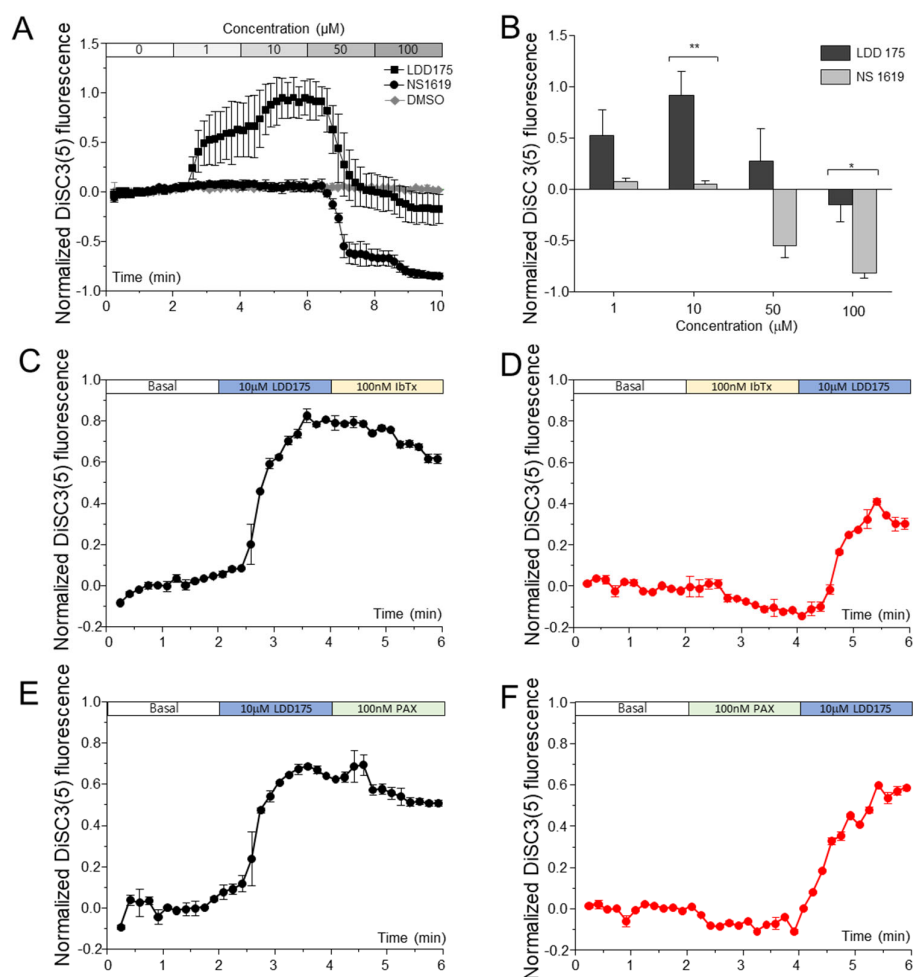 A
Concentration (µM)
0 1 10 50 100
LDD175
NS1619
DMSO
Normalized DiSC3(5) fluorescence
1.5
1.0
0.5
0.0
-0.5
-1.0
Time (min)
0 2 4 6 8 10
B
LDD 175
NS 1619
**
*
Normalized DiSC 3(5) fluorescence
1.5
1.0
0.5
0.0
-0.5
-1.0
1 10 50 100
Concentration (µM)
C
Basal 10µM LDD175 100nM IbTx
Normalized DiSC3(5) fluorescence
1.0
0.8
0.6
0.4
0.2
0.0
-0.2
Time (min)
0 1 2 3 4 5 6
D
Basal 100nM IbTx 10µM LDD175
Normalized DiSC3(5) fluorescence
1.0
0.8
0.6
0.4
0.2
0.0
-0.2
Time (min)
0 1 2 3 4 5 6
E
Basal 10µM LDD175 100nM PAX
Normalized DiSC3(5) fluorescence
1.0
0.8
0.6
0.4
0.2
0.0
-0.2
Time (min)
0 1 2 3 4 5 6
F
Basal 100nM PAX 10µM LDD175
Normalized DiSC3(5) fluorescence
1.0
0.8
0.6
0.4
0.2
0.0
-0.2
Time (min)
0 1 2 3 4 5 6